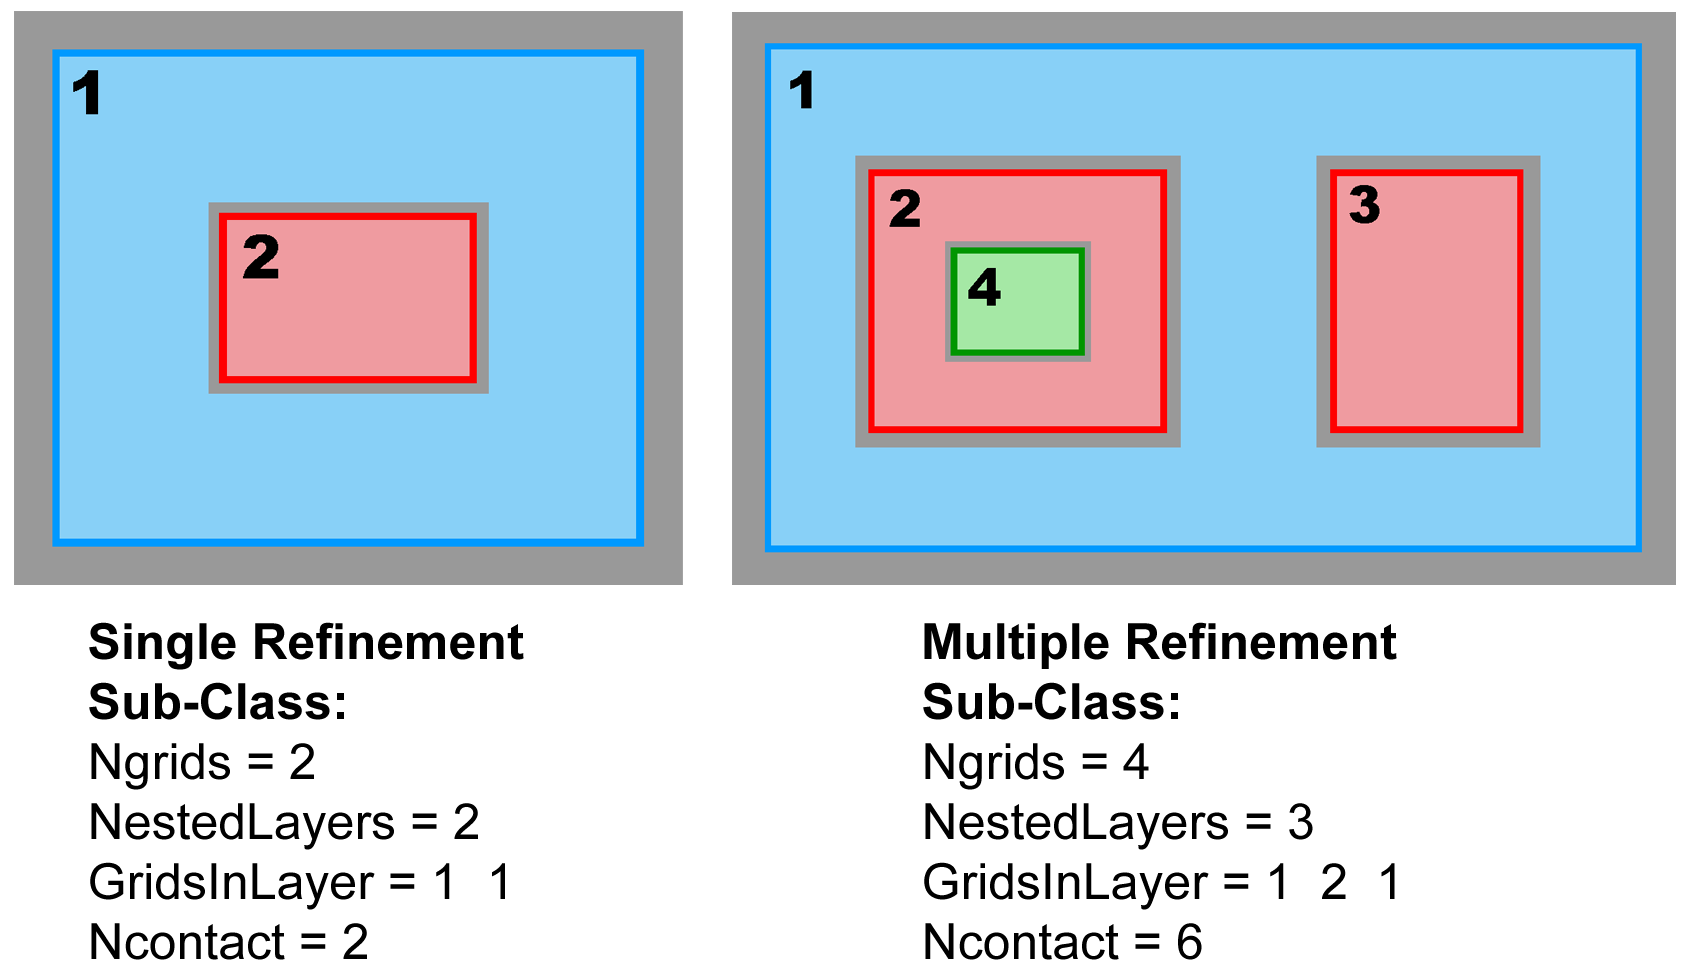 1
2
1
2
3
4
Single Refinement
Sub-Class:
Ngrids = 2
NestedLayers = 2
GridsInLayer = 1 1
Ncontact = 2
Multiple Refinement
Sub-Class:
Ngrids = 4
NestedLayers = 3
GridsInLayer = 1 2 1
Ncontact = 6